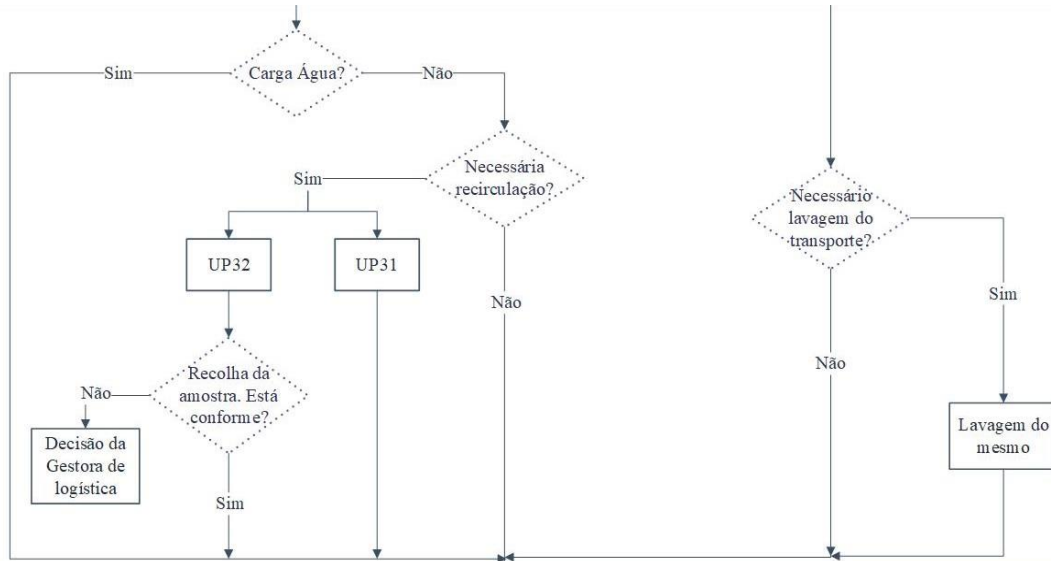 Carga Água?
Sim
Não
Necessária
recirculação?
Sim
UP32
UP31
Não
Recolha da
amostra. Está
conforme?
Não
Decisão da
Gestora de
logística
Sim
Necessário
lavagem do
transporte?
Sim
Não
Lavagem do
mesmo